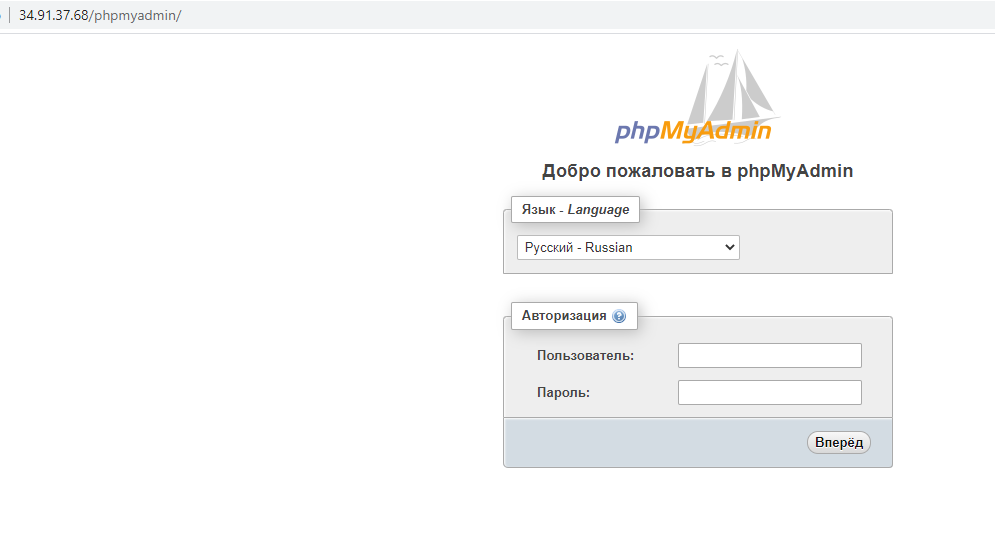 34.91.37.68/phpmyadmin/
phpMyAdmin
Добро пожаловать в phpMyAdmin
Язык - Language
Русский - Russian
Авторизация
Пользователь:
Пароль:
Вперёд